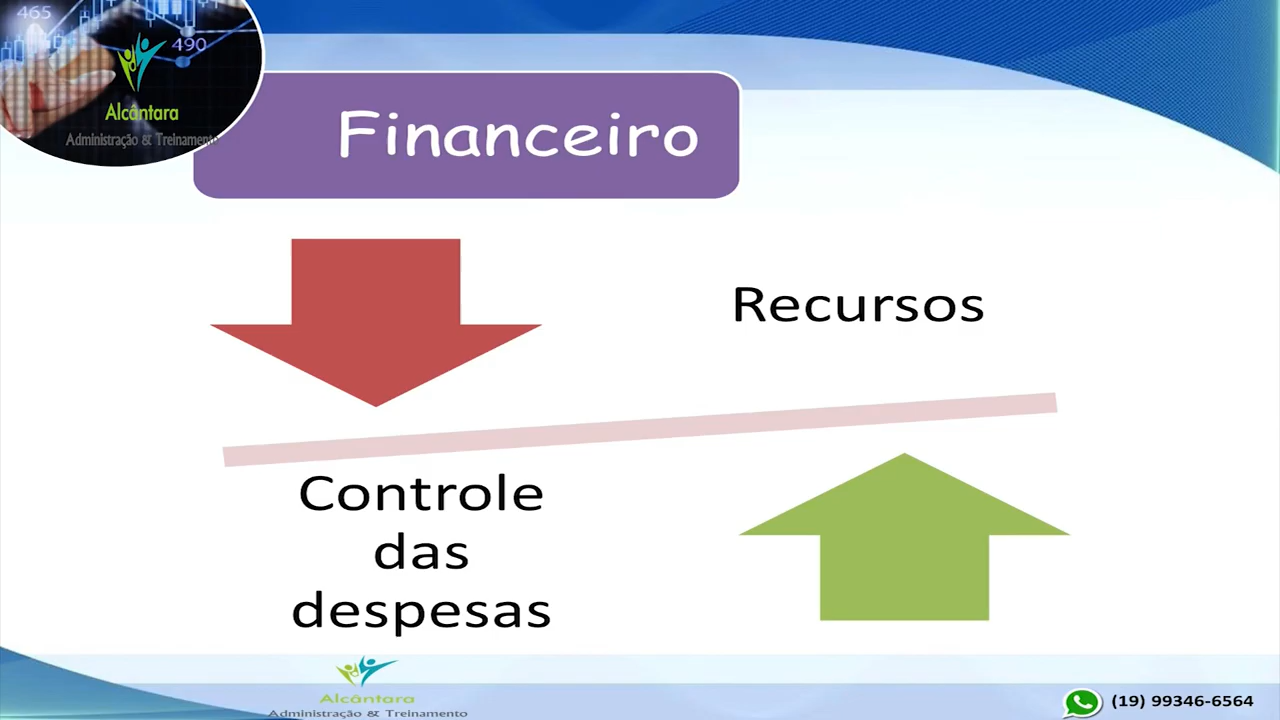 465
490
Alcântara
Administração & Treinamento
Financeiro
Recursos
Controle
das
despesas
Alcântara
Administração & Treinamento
(19) 99346-6564